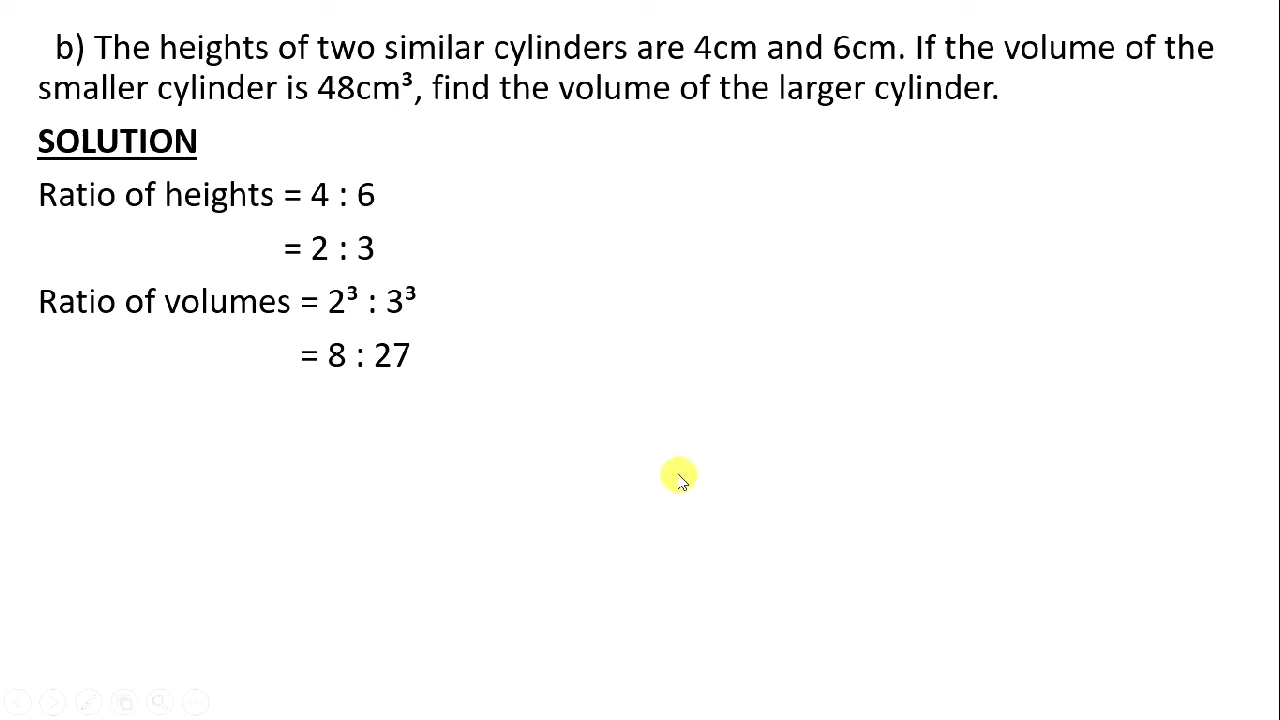 b) The heights of two similar cylinders are 4cm and 6cm. If the volume of the
smaller cylinder is 48cm³, find the volume of the larger cylinder.
SOLUTION
Ratio of heights = 4 : 6
= 2 : 3
Ratio of volumes = 2³ : 3³
= 8 : 27